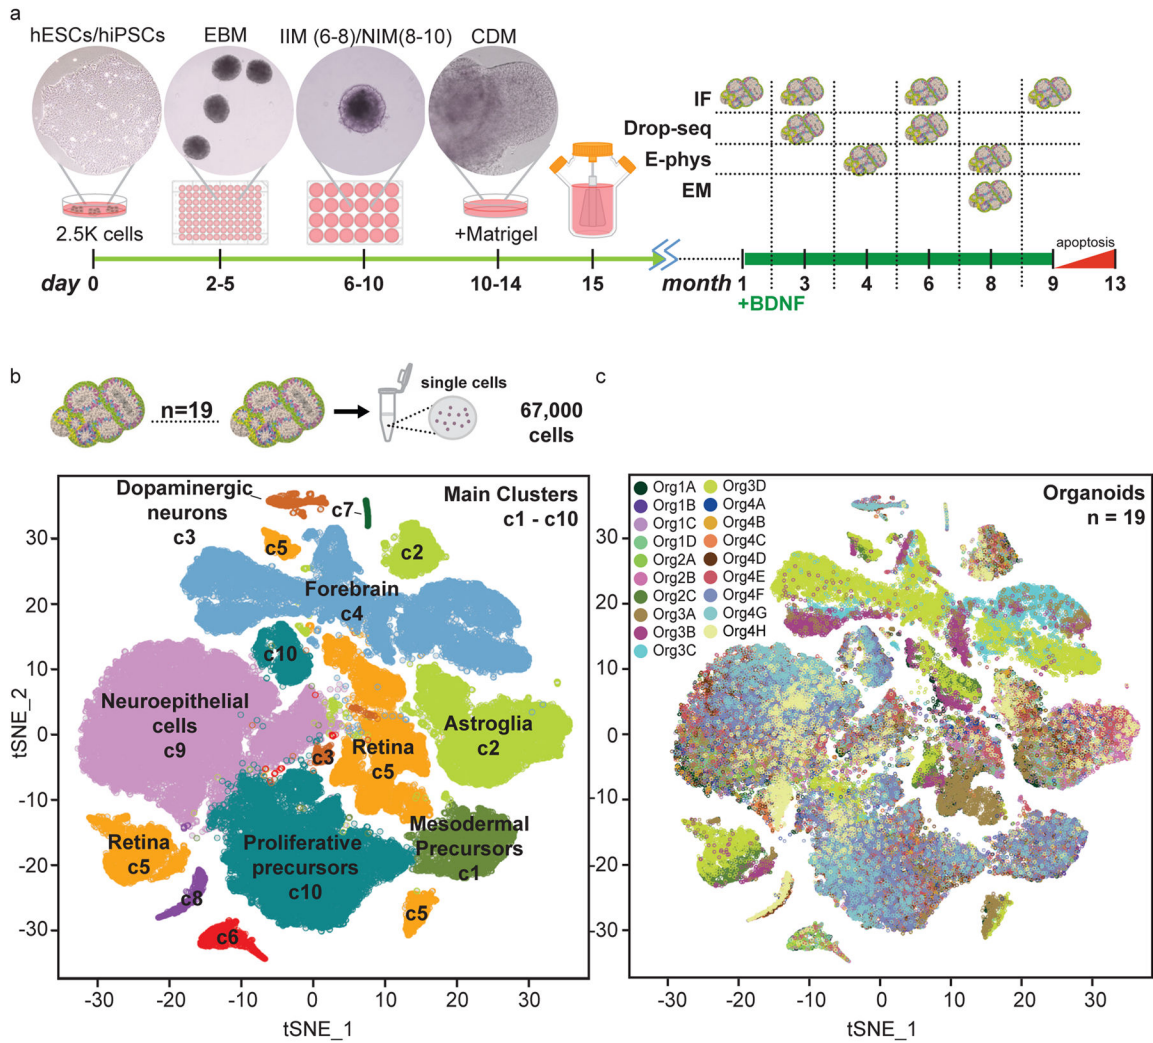 a
hESCs/hiPSCs
EBM
IIM (6-8)/NIM(8-10)
CDM
IF
Drop-seq
E-phys
EM
2.5K cells
+Matrigel
apoptosis
day 0 2-5 6-10 10-14 15 month 1 3 4 6 8 9 13
+BDNF
b
n=19
single cells
67,000
cells
Dopaminergic
neurons
c3
c7
Main Clusters
c1 - c10
c5
c2
Forebrain
c4
c10
Neuroepithelial
cells
c9
Astroglia
c2
c3
Retina
c5
Mesodermal
Precursors
c1
Retina
c5
Proliferative
precursors
c10
c8
c5
c6
30
20
10
0
-10
-20
-30
tSNE_2
-30 -20 -10 0 10 20 30
tSNE_1
c
Org1A
Org1B
Org1C
Org1D
Org2A
Org2B
Org2C
Org3A
Org3B
Org3C
Org3D
Org4A
Org4B
Org4C
Org4D
Org4E
Org4F
Org4G
Org4H
Organoids
n = 19
30
20
10
0
-10
-20
-30
-30 -20 -10 0 10 20 30
tSNE_1